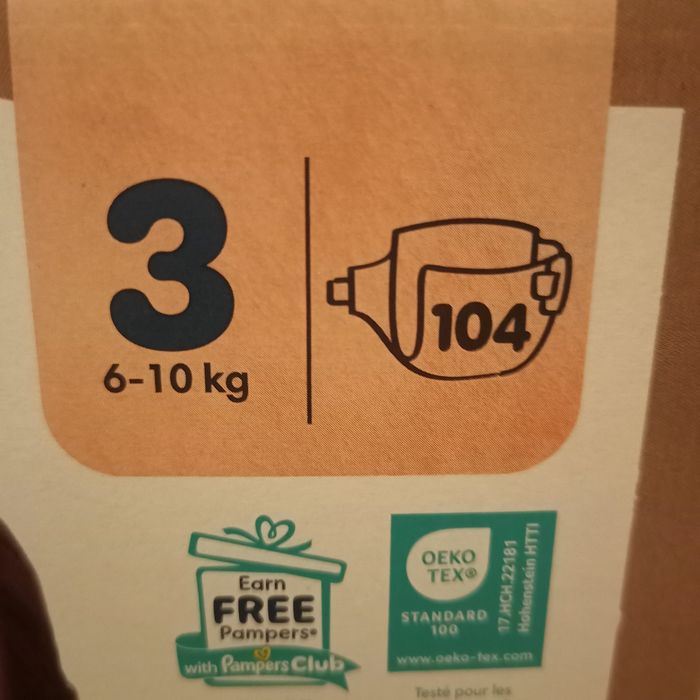 3
6-10 kg
104
Earn
FREE
Pampers®
with Pampers Club
OEKO
TEX®
STANDARD
100
17.HCH.22181
Hohenstein HTTI
www.oeko-tex.com
Testé pour les